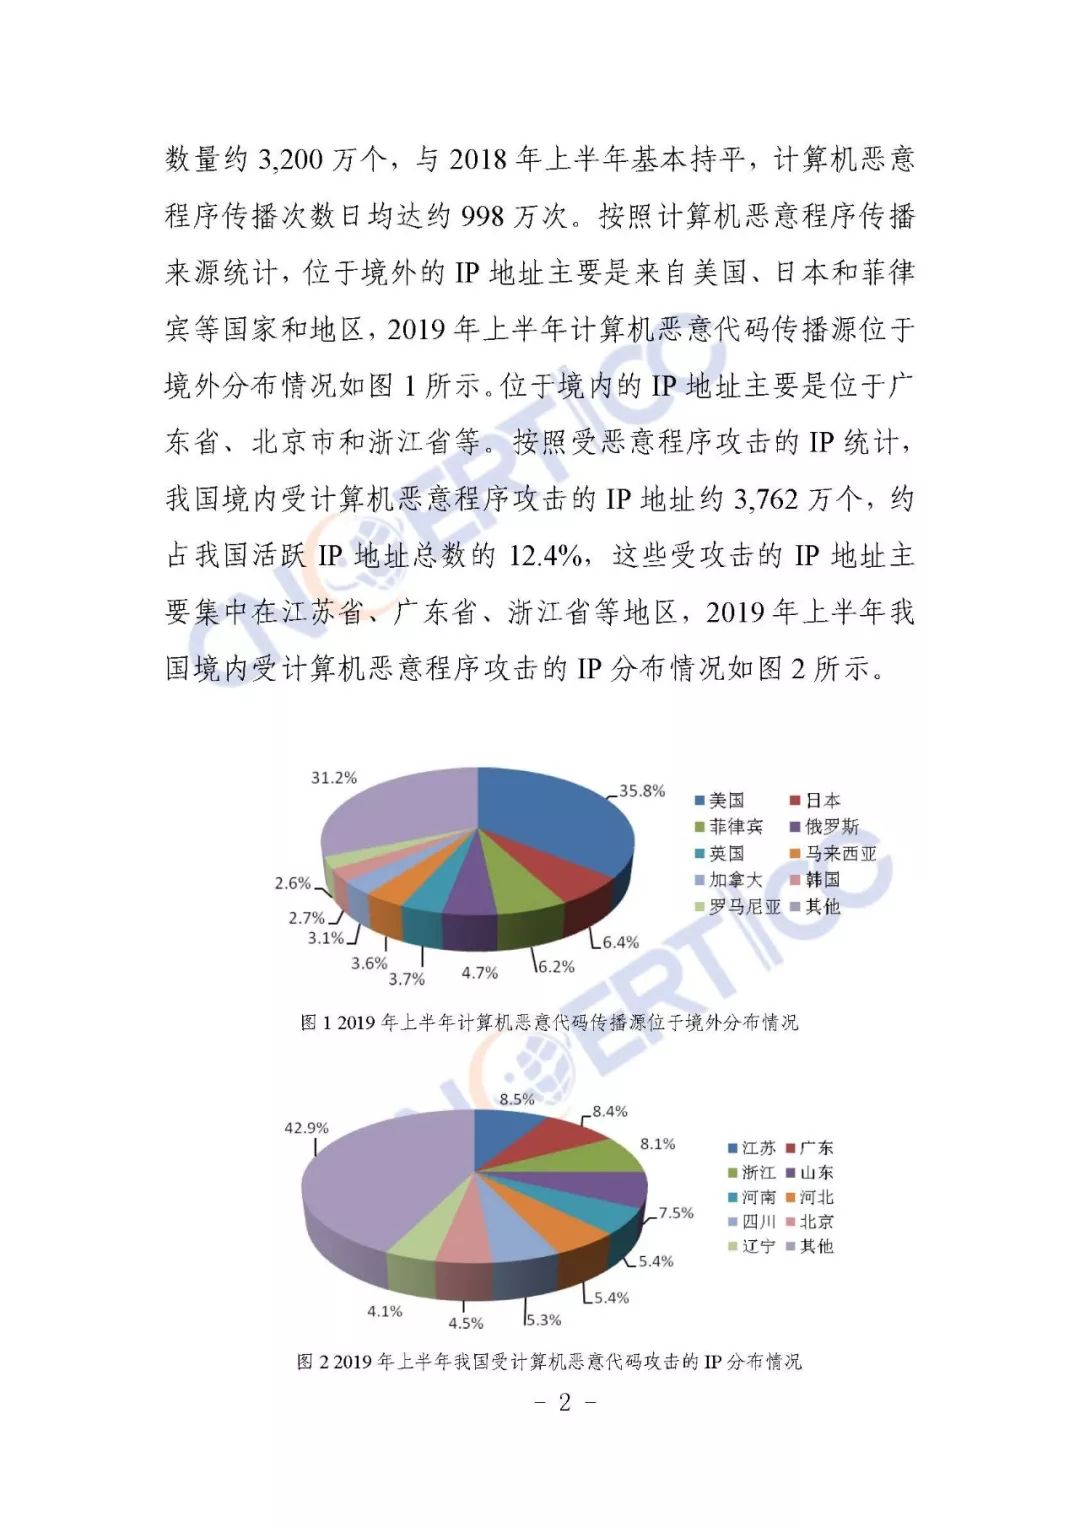 数量约 3,200 万个，与 2018 年上半年基本持平，计算机恶意
程序传播次数日均达约 998 万次。按照计算机恶意程序传播
来源统计，位于境外的 IP 地址主要是来自美国、日本和菲律
宾等国家和地区，2019 年上半年计算机恶意代码传播源位于
境外分布情况如图 1 所示。位于境内的 IP 地址主要是位于广
东省、北京市和浙江省等。按照受恶意程序攻击的 IP 统计，
我国境内受计算机恶意程序攻击的 IP 地址约 3,762 万个，约
占我国活跃 IP 地址总数的 12.4%，这些受攻击的 IP 地址主
要集中在江苏省、广东省、浙江省等地区，2019 年上半年我
国境内受计算机恶意程序攻击的 IP 分布情况如图 2 所示。
CNCERT/CC
31.2%
35.8%
2.6%
2.7%
3.1%
3.6%
3.7%
4.7%
6.2%
6.4%
美国 日本
菲律宾 俄罗斯
英国 马来西亚
加拿大 韩国
罗马尼亚 其他
图 1 2019 年上半年计算机恶意代码传播源位于境外分布情况
CNCERT/CC
8.5%
8.4%
42.9%
8.1%
7.5%
5.4%
5.4%
5.3%
4.5%
4.1%
江苏 广东
浙江 山东
河南 河北
四川 北京
辽宁 其他
图 2 2019 年上半年我国受计算机恶意代码攻击的 IP 分布情况
- 2 -